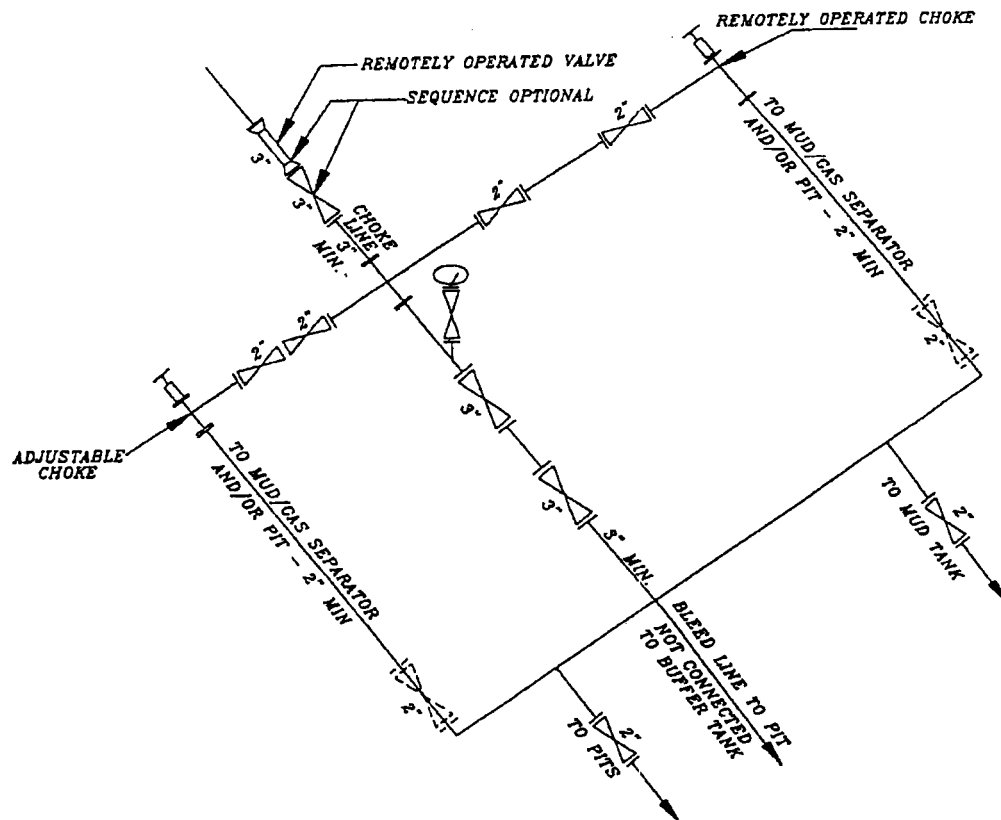 REMOTELY OPERATED CHOKE
REMOTELY OPERATED VALVE
SEQUENCE OPTIONAL
3"
3"
CHOKE
LINE
3"
MIN.
2"
2"
TO MUD/GAS SEPARATOR
AND/OR PIT - 2" MIN
2"
2"
2"
3"
3"
3" MIN.
2"
ADJUSTABLE
CHOKE
TO MUD/GAS SEPARATOR
AND/OR PIT - 2" MIN
2"
2"
TO MUD TANK
BLEED LINE TO PIT
NOT CONNECTED
TO BUFFER TANK
2"
TO PITS